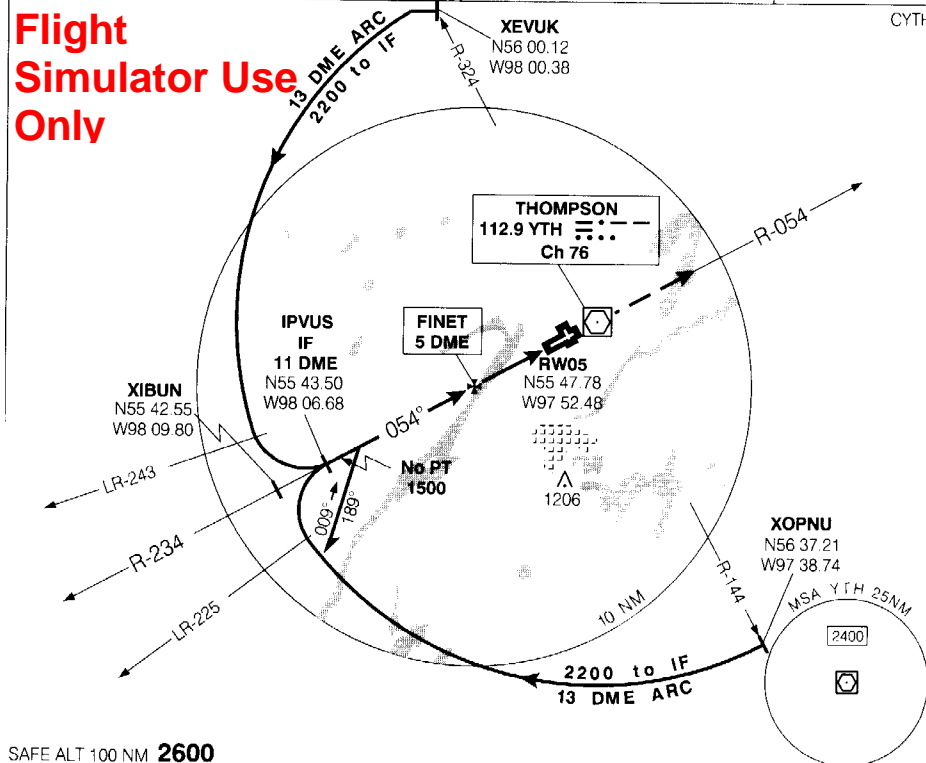 Flight
Simulator Use
Only
CYTH
XEVUK
N56 00.12
W98 00.38
R-324
13 DME ARC
2200 to IF
THOMPSON
112.9 YTH
Ch 76
R-054
IPVUS
IF
11 DME
N55 43.50
W98 06.68
FINET
5 DME
RW05
N55 47.78
W97 52.48
XIBUN
N55 42.55
W98 09.80
054°
LR-243
No PT
1500
009°
189°
1206
R-234
LR-225
XOPNU
N56 37.21
W97 38.74
R-144
10 NM
MSA YTH 25NM
2400
2200 to IF
13 DME ARC
SAFE ALT 100 NM 2600